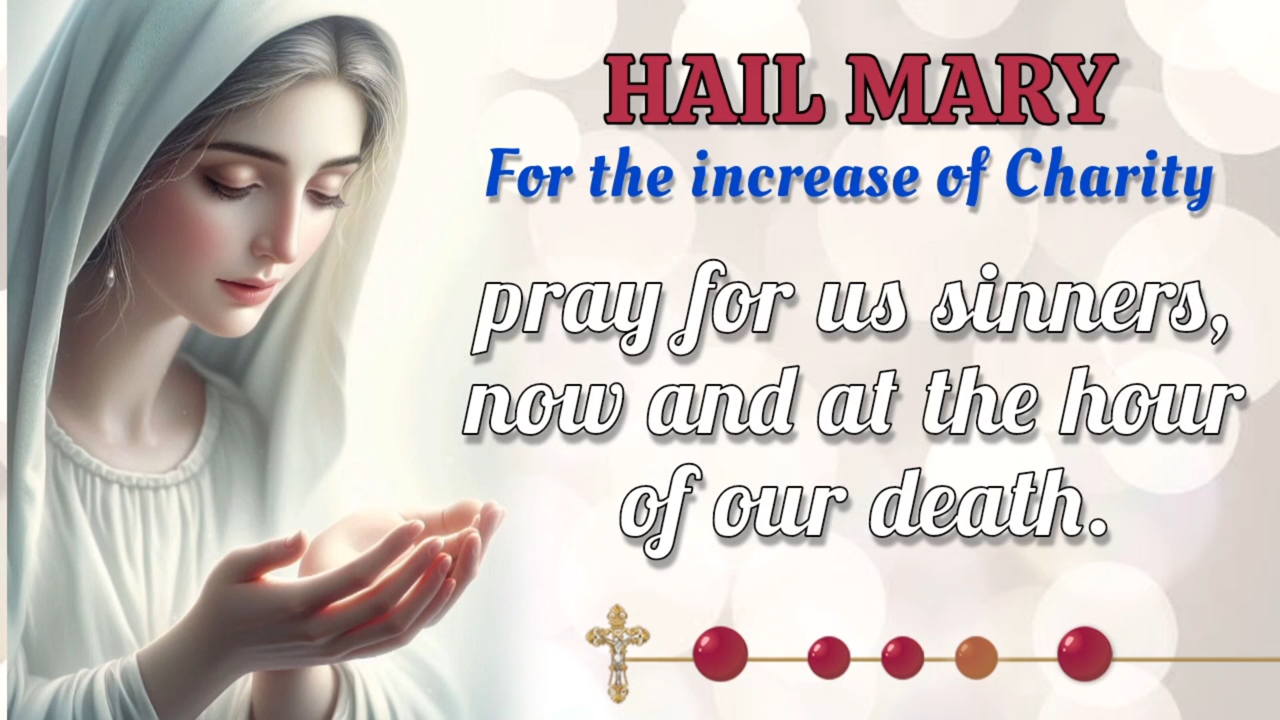 HAIL MARY
For the increase of Charity
pray for us sinners,
now and at the hour
of our death.